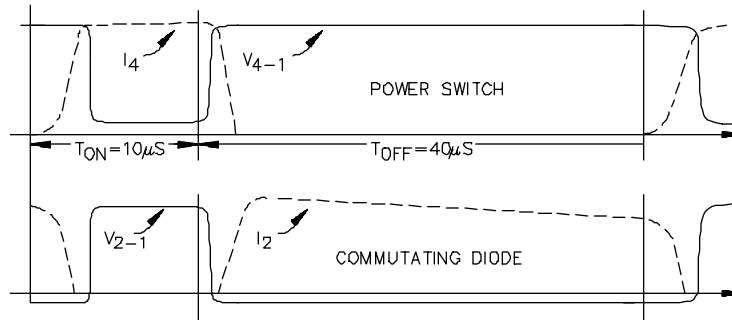 I4
V4-1
POWER SWITCH
TON=10μS
TOFF=40μS
V2-1
I2
COMMUTATING DIODE